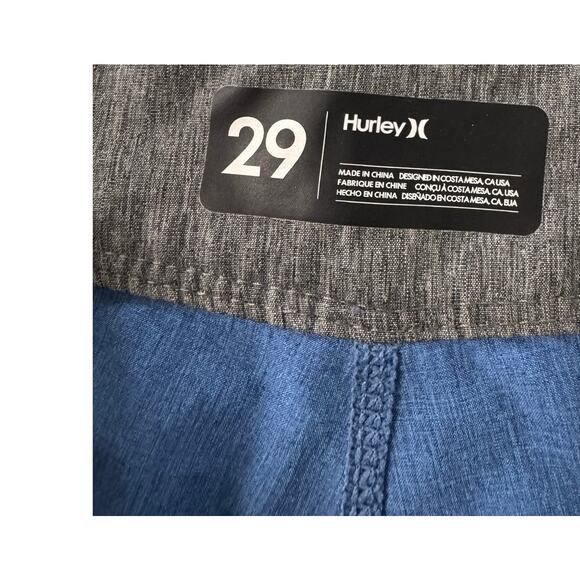 29
Hurley
MADE IN CHINA DESIGNED IN COSTA MESA, CA USA
FABRIQUE EN CHINE CONÇU À COSTA MESA, CA. USA
HECHO EN CHINA DISEÑADO EN COSTA MESA, CA, EUA